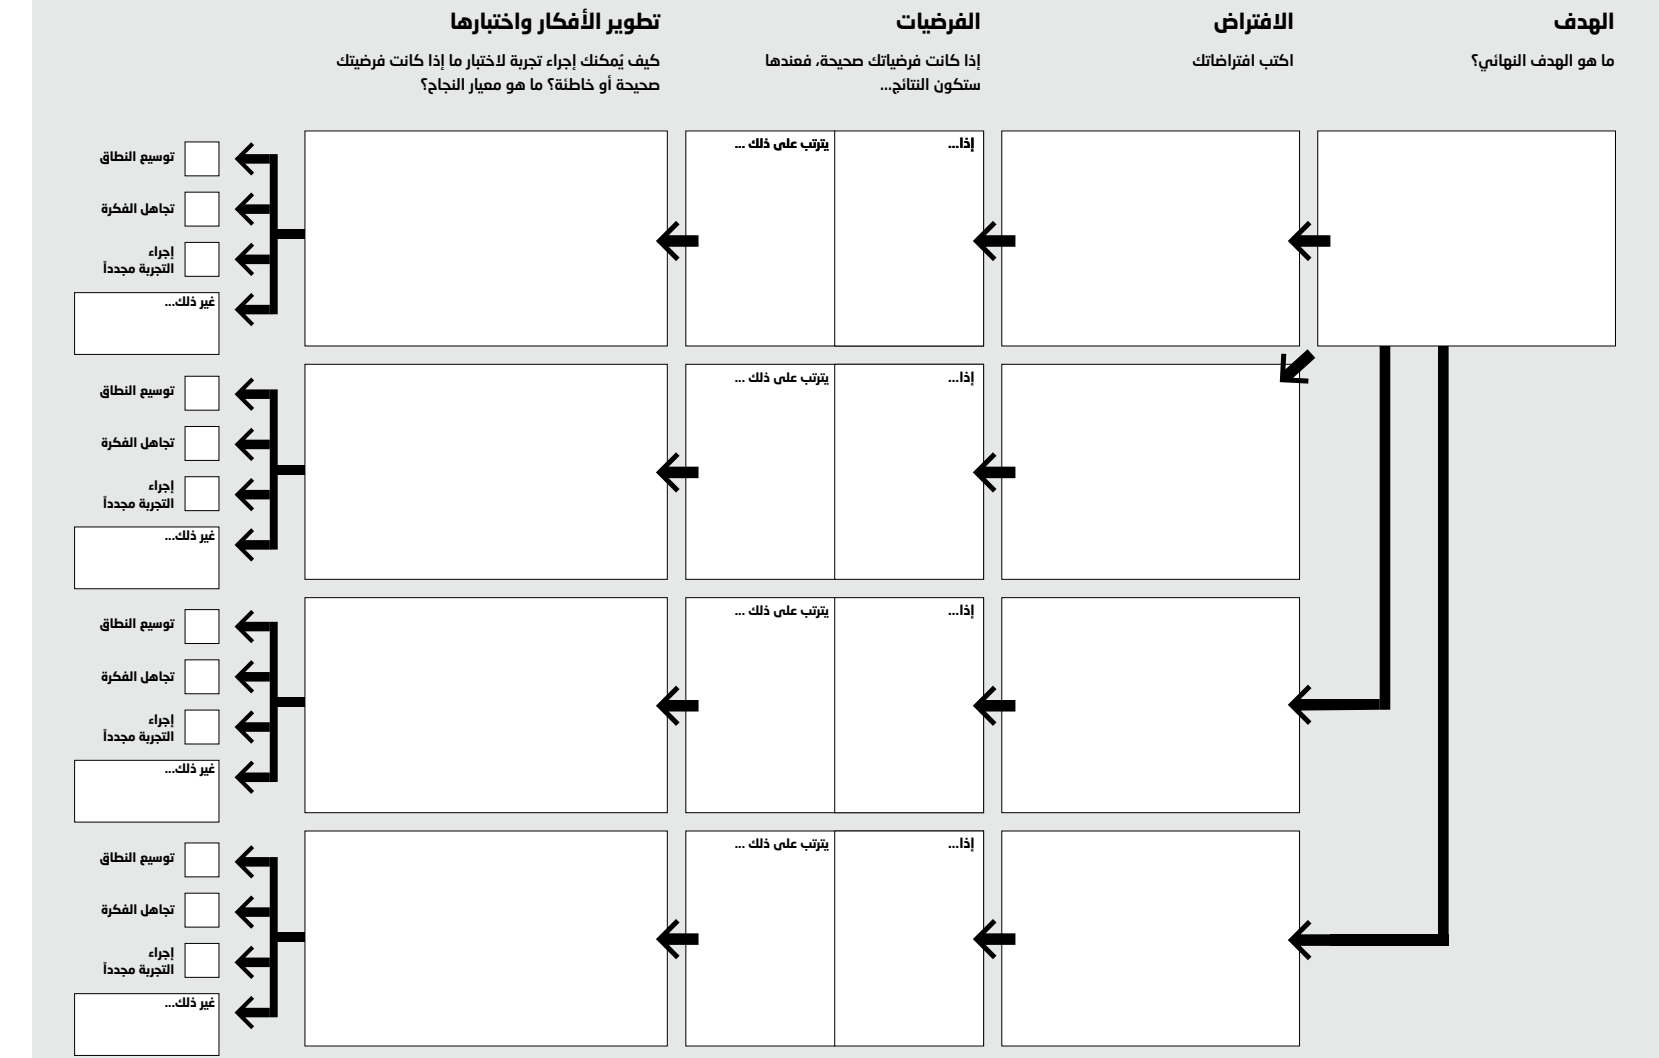 الهدف
ما هو الهدف النهائي؟
الافتراض
اكتب افتراضاتك
الفرضيات
إذا كانت فرضياتك صحيحة، فعندها
ستكون النتائج...
تطوير الأفكار واختبارها
كيف يُمكنك إجراء تجربة لاختبار ما إذا كانت فرضيتك
صحيحة أو خاطئة؟ ما هو معيار النجاح؟
إذا...
يترتب على ذلك ...
توسيع النطاق
تجاهل الفكرة
إجراء
التجربة مجدداً
غير ذلك...
إذا...
يترتب على ذلك ...
توسيع النطاق
تجاهل الفكرة
إجراء
التجربة مجدداً
غير ذلك...
إذا...
يترتب على ذلك ...
توسيع النطاق
تجاهل الفكرة
إجراء
التجربة مجدداً
غير ذلك...
إذا...
يترتب على ذلك ...
توسيع النطاق
تجاهل الفكرة
إجراء
التجربة مجدداً
غير ذلك...